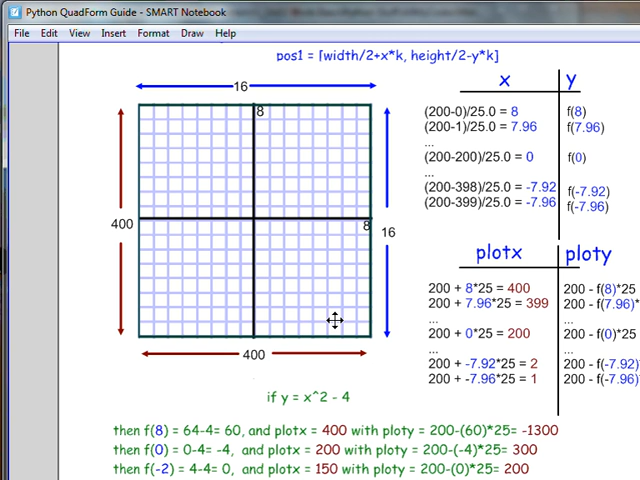 Python QuadForm Guide - SMART Notebook
File Edit View Insert Format Draw Help
pos1 = [width/2+x*k, height/2-y*k]
16
8
400
8
16
400
x y
(200-0)/25.0 = 8 f(8)
(200-1)/25.0 = 7.96 f(7.96)
...
(200-200)/25.0 = 0 f(0)
...
(200-398)/25.0 = -7.92 f(-7.92)
(200-399)/25.0 = -7.96 f(-7.96)
plotx ploty
200 + 8*25= 400 200 - f(8)*25
200 + 7.96*25= 399 200 - f(7.96)*
... ...
200 + 0*25= 200 200 - f(0)*25
... ...
200 + -7.92*25= 2 200 - f(-7.92)
200 + -7.96*25= 1 200 - f(-7.96)
if y = x^2 - 4
then f(8) = 64-4= 60, and plotx = 400 with ploty = 200-(60)*25= -1300
then f(0) = 0-4= -4, and plotx = 200 with ploty = 200-(-4)*25= 300
then f(-2) = 4-4= 0, and plotx = 150 with ploty = 200-(0)*25= 200